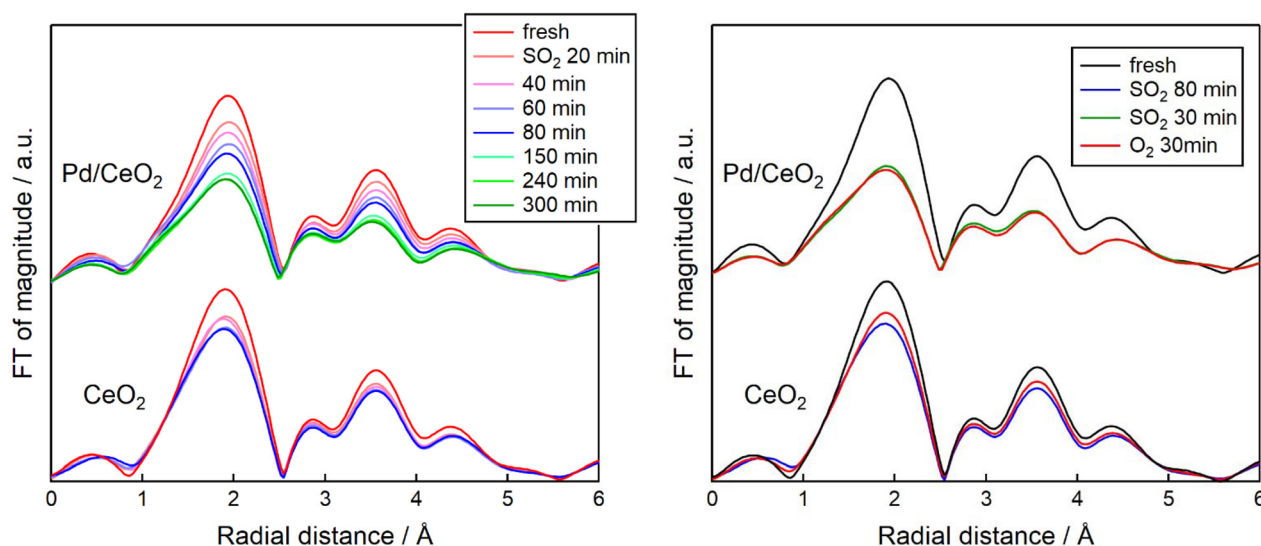 fresh
SO₂ 20 min
40 min
60 min
80 min
150 min
240 min
300 min
Pd/CeO₂
CeO₂
FT of magnitude / a.u.
0 1 2 3 4 5 6
Radial distance / Å
fresh
SO₂ 80 min
SO₂ 30 min
O₂ 30min
Pd/CeO₂
CeO₂
FT of magnitude / a.u.
0 1 2 3 4 5 6
Radial distance / Å